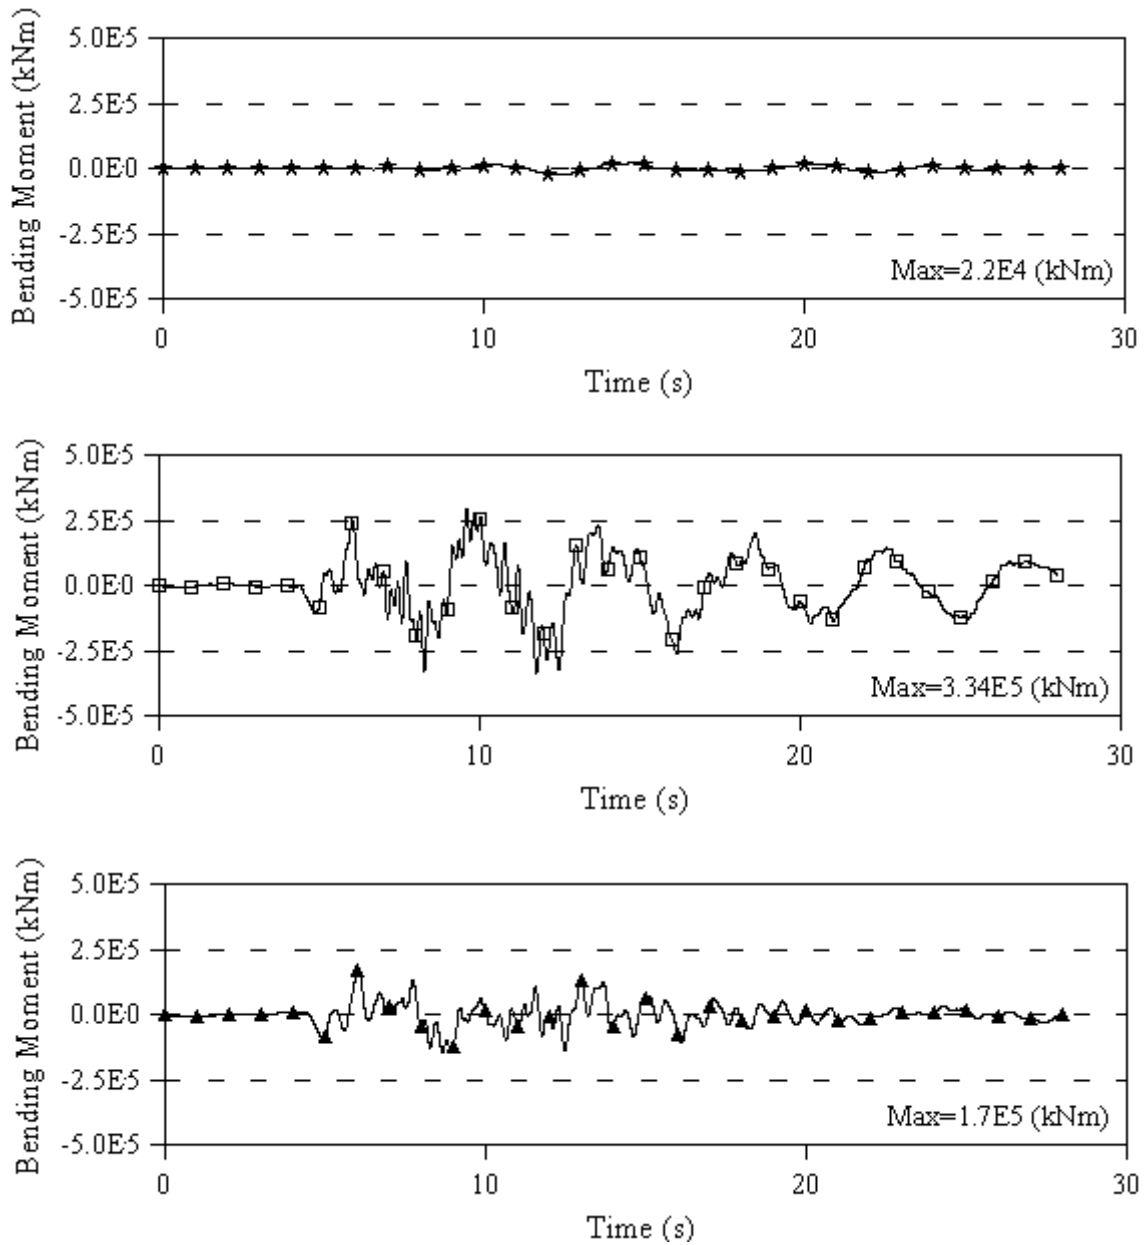 Bending Moment (kNm)
5.0E5
2.5E5
0.0E0
-2.5E5
-5.0E5
Max=2.2E4 (kNm)
0 10 20 30
Time (s)
Bending Moment (kNm)
5.0E5
2.5E5
0.0E0
-2.5E5
-5.0E5
Max=3.34E5 (kNm)
0 10 20 30
Time (s)
Bending Moment (kNm)
5.0E5
2.5E5
0.0E0
-2.5E5
-5.0E5
Max=1.7E5 (kNm)
0 10 20 30
Time (s)